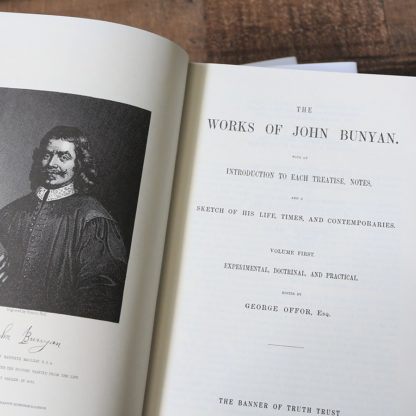 Bunyan
THE
WORKS OF JOHN BUNYAN.
WITH AN
INTRODUCTION TO EACH TREATISE, NOTES,
AND A
SKETCH OF HIS LIFE, TIMES, AND CONTEMPORARIES.
VOLUME FIRST.
EXPERIMENTAL, DOCTRINAL, AND PRACTICAL.
EDITED BY
GEORGE OFFOR, Esq.
THE BANNER OF TRUTH TRUST